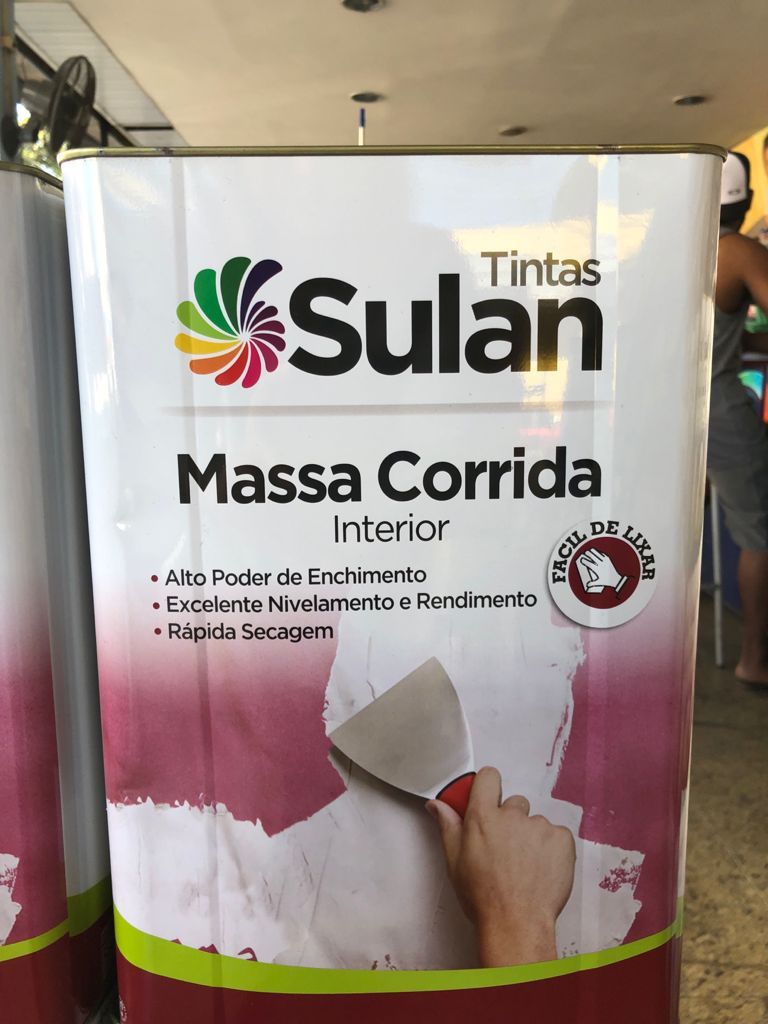 Tintas
Sulan
Massa Corrida
Interior
• Alto Poder de Enchimento
• Excelente Nivelamento e Rendimento
• Rápida Secagem
FACIL DE LIXAR